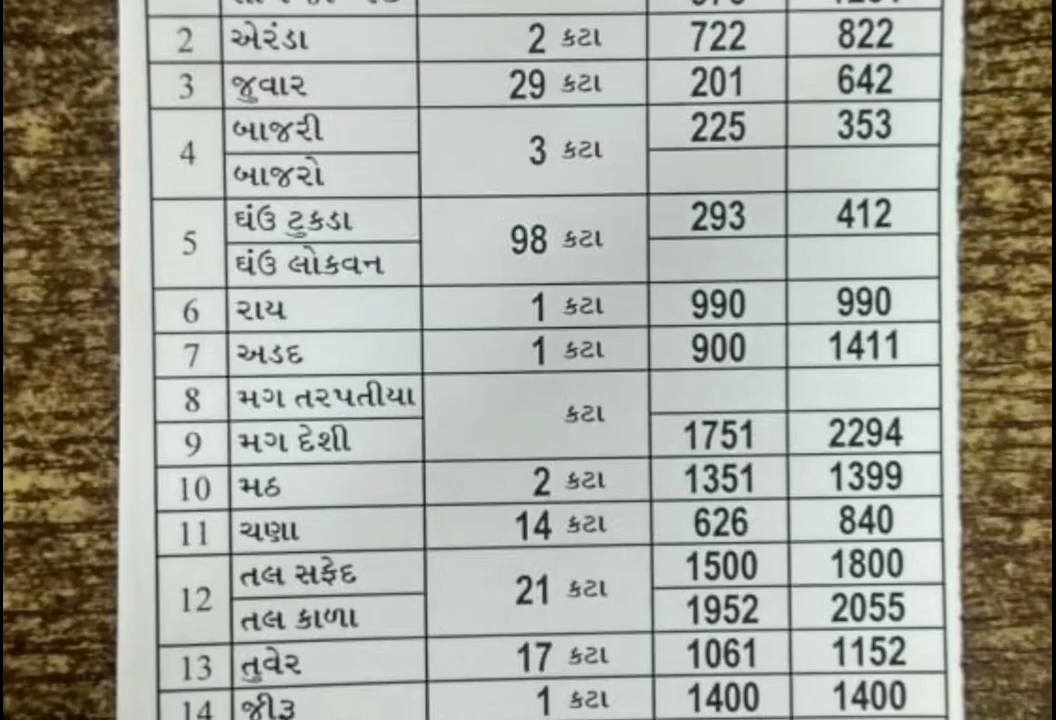 2 એરંડા 2 કટા 722 822
3 જુવાર 29 કટા 201 642
4 બાજરી 3 કટા 225 353
બાજરો
5 ઘંઉ ટુકડા 98 કટા 293 412
ઘંઉ લોકવન
6 રાય 1 કટા 990 990
7 અડદ 1 કટા 900 1411
8 મગ તરપતીયા કટા
9 મગ દેશી 1751 2294
10 મઠ 2 કટા 1351 1399
11 ચણા 14 કટા 626 840
12 તલ સફેદ 21 કટા 1500 1800
તલ કાળા 1952 2055
13 તુવેર 17 કટા 1061 1152
14 જીરૂ 1 કટા 1400 1400